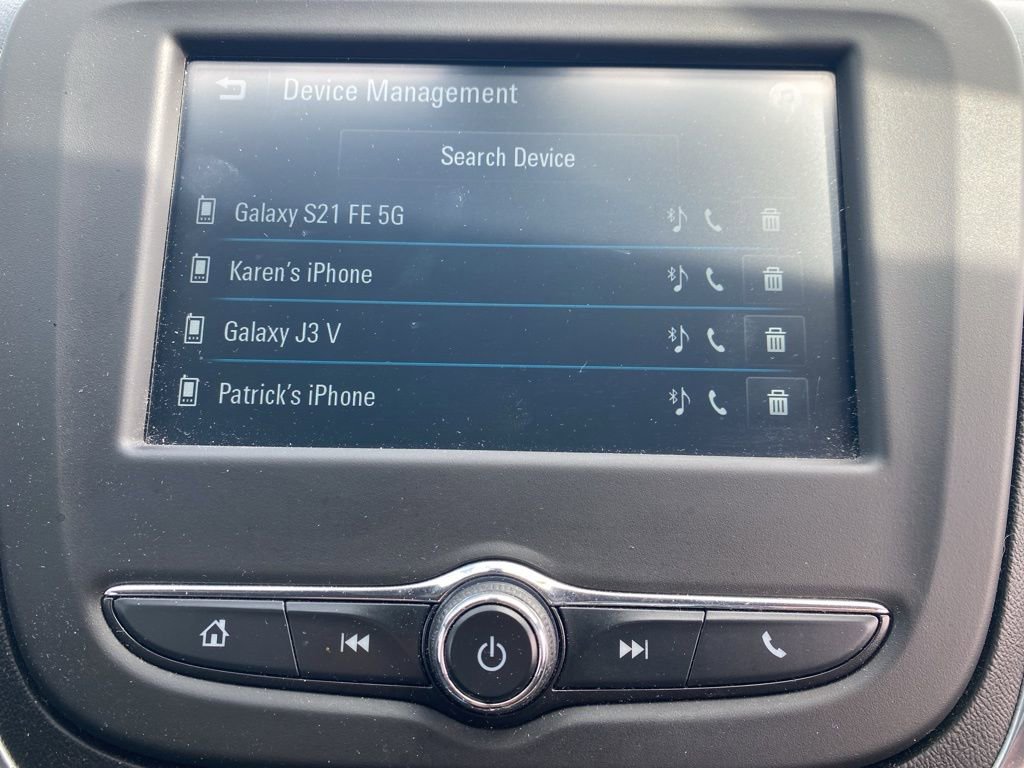 Device Management
Search Device
Galaxy S21 FE 5G
Karen's iPhone
Galaxy J3 V
Patrick's iPhone